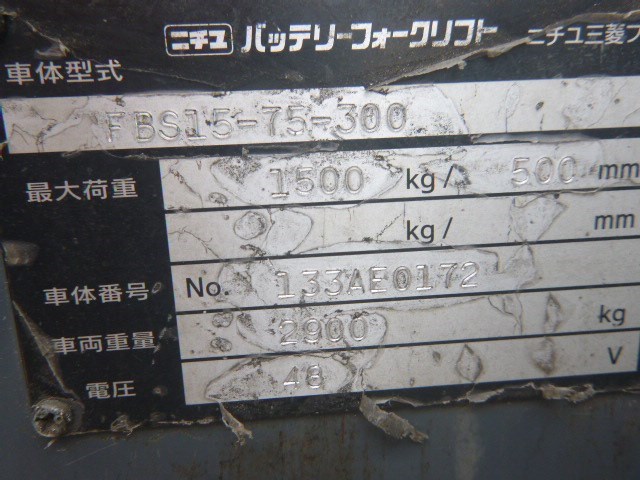 ニチユ バッテリーフォークリフト ニチユ三菱フ
車体型式
FBS15-75-300
最大荷重 1500 kg/ 500 mm
kg/ mm
車体番号 No. 133AE0172
車両重量 2900 kg
電圧 48 V